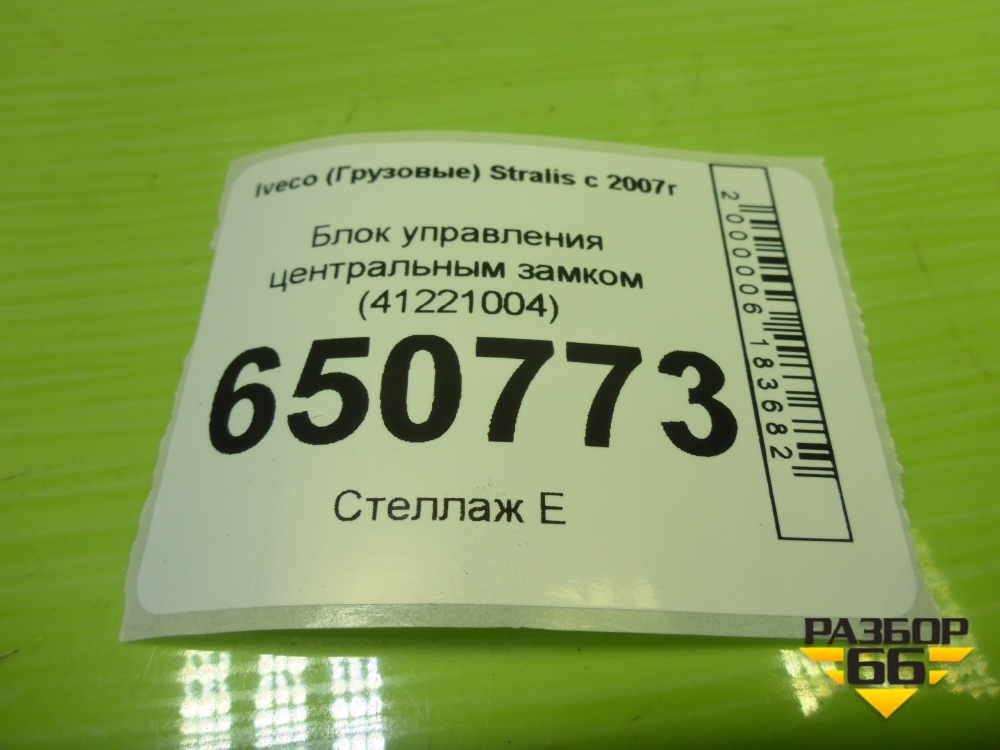 Iveco (Грузовые) Stralis с 2007г
Блок управления
центральным замком
(41221004)
650773
Стеллаж Е
2000006183682
РАЗБОР
66